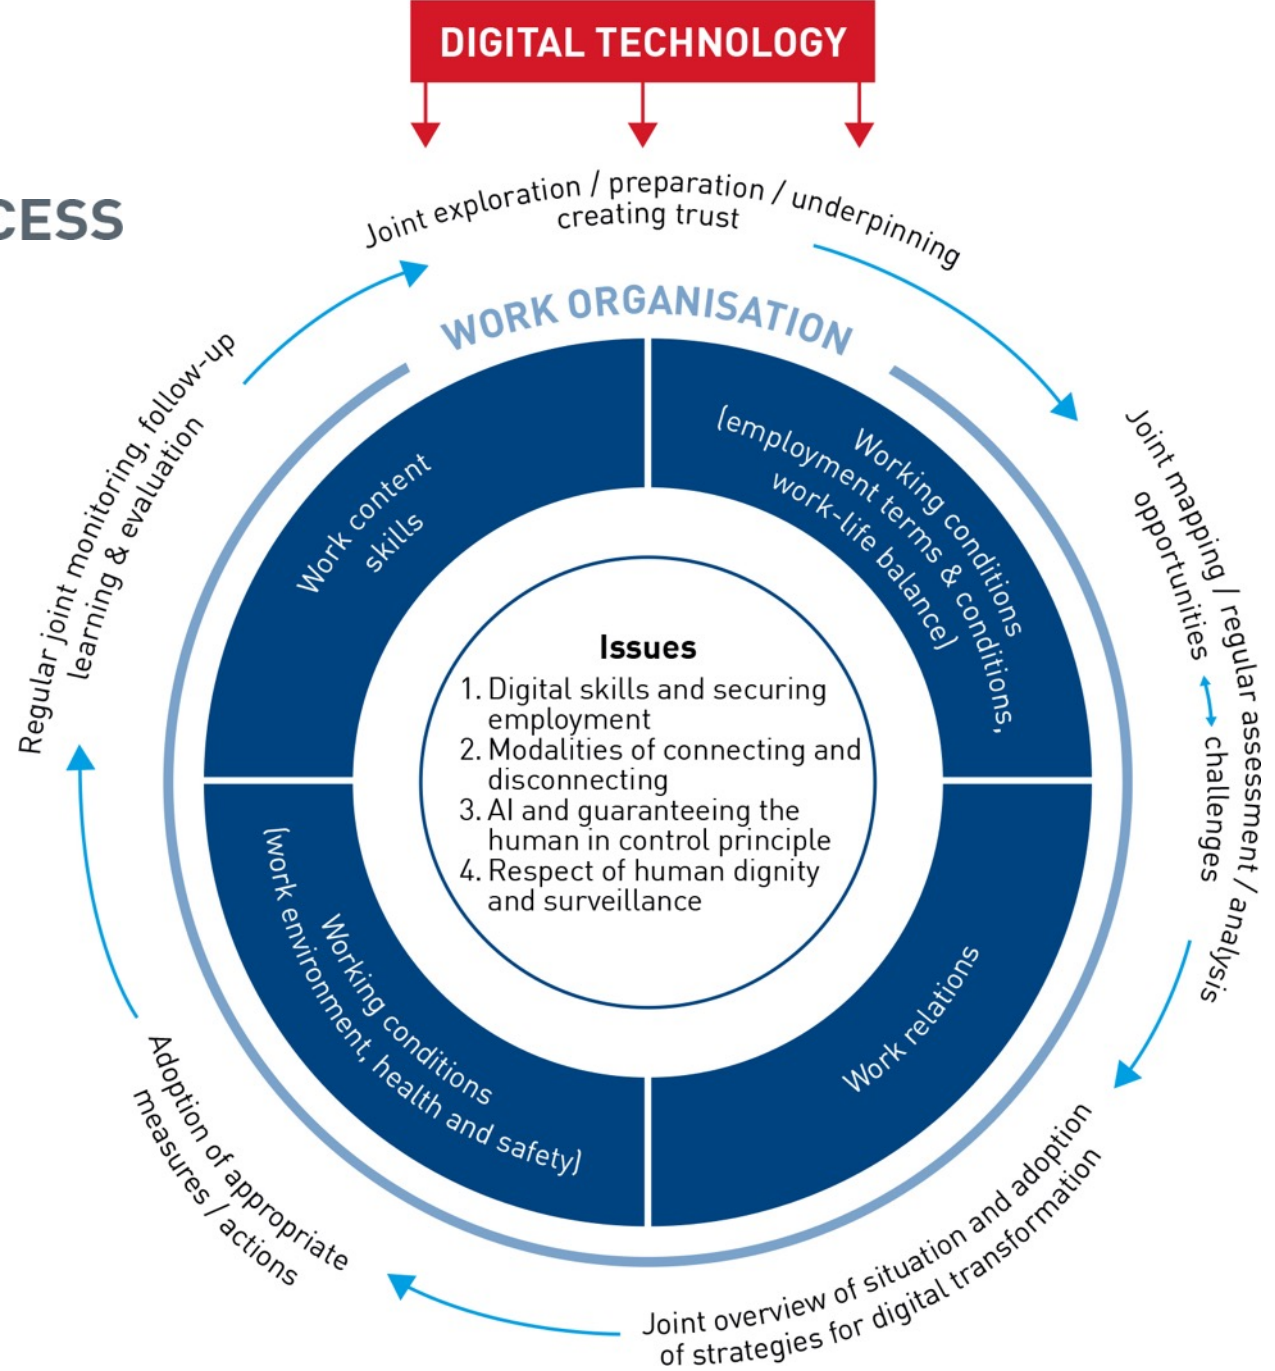 DIGITAL TECHNOLOGY
CESS
Joint exploration / preparation / underpinning
creating trust
WORK ORGANISATION
Working conditions
(employment terms & conditions,
work-life balance)
Joint mapping / regular assessment / analysis
opportunities
challenges
Work relations
Joint overview of situation and adoption
of strategies for digital transformation
Working conditions
(work environment, health and safety)
Adoption of appropriate
measures / actions
Work content
skills
Regular joint monitoring, follow-up
learning & evaluation
Issues
1. Digital skills and securing
employment
2. Modalities of connecting and
disconnecting
3. AI and guaranteeing the
human in control principle
4. Respect of human dignity
and surveillance